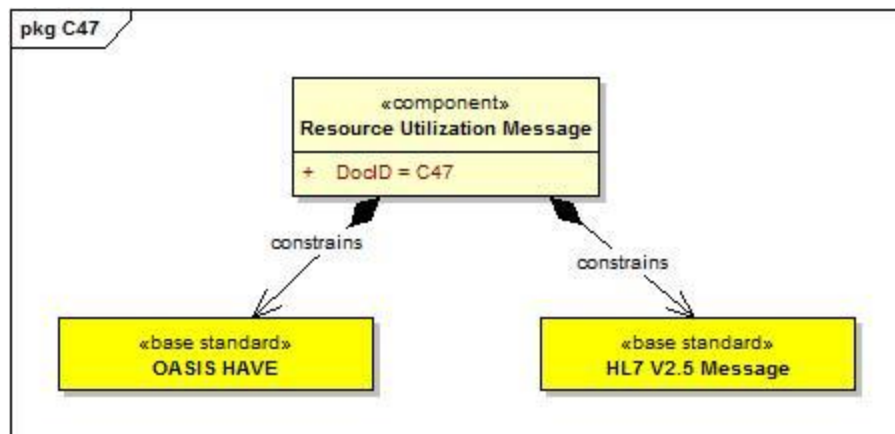 pkg C47
«component»
Resource Utilization Message
+ DocID = C47
constrains
constrains
«base standard»
OASIS HAVE
«base standard»
HL7 V2.5 Message